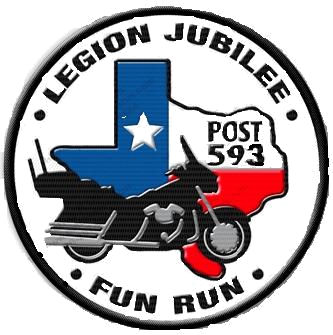 • LEGION JUBILEE •
POST
593
• FUN RUN •